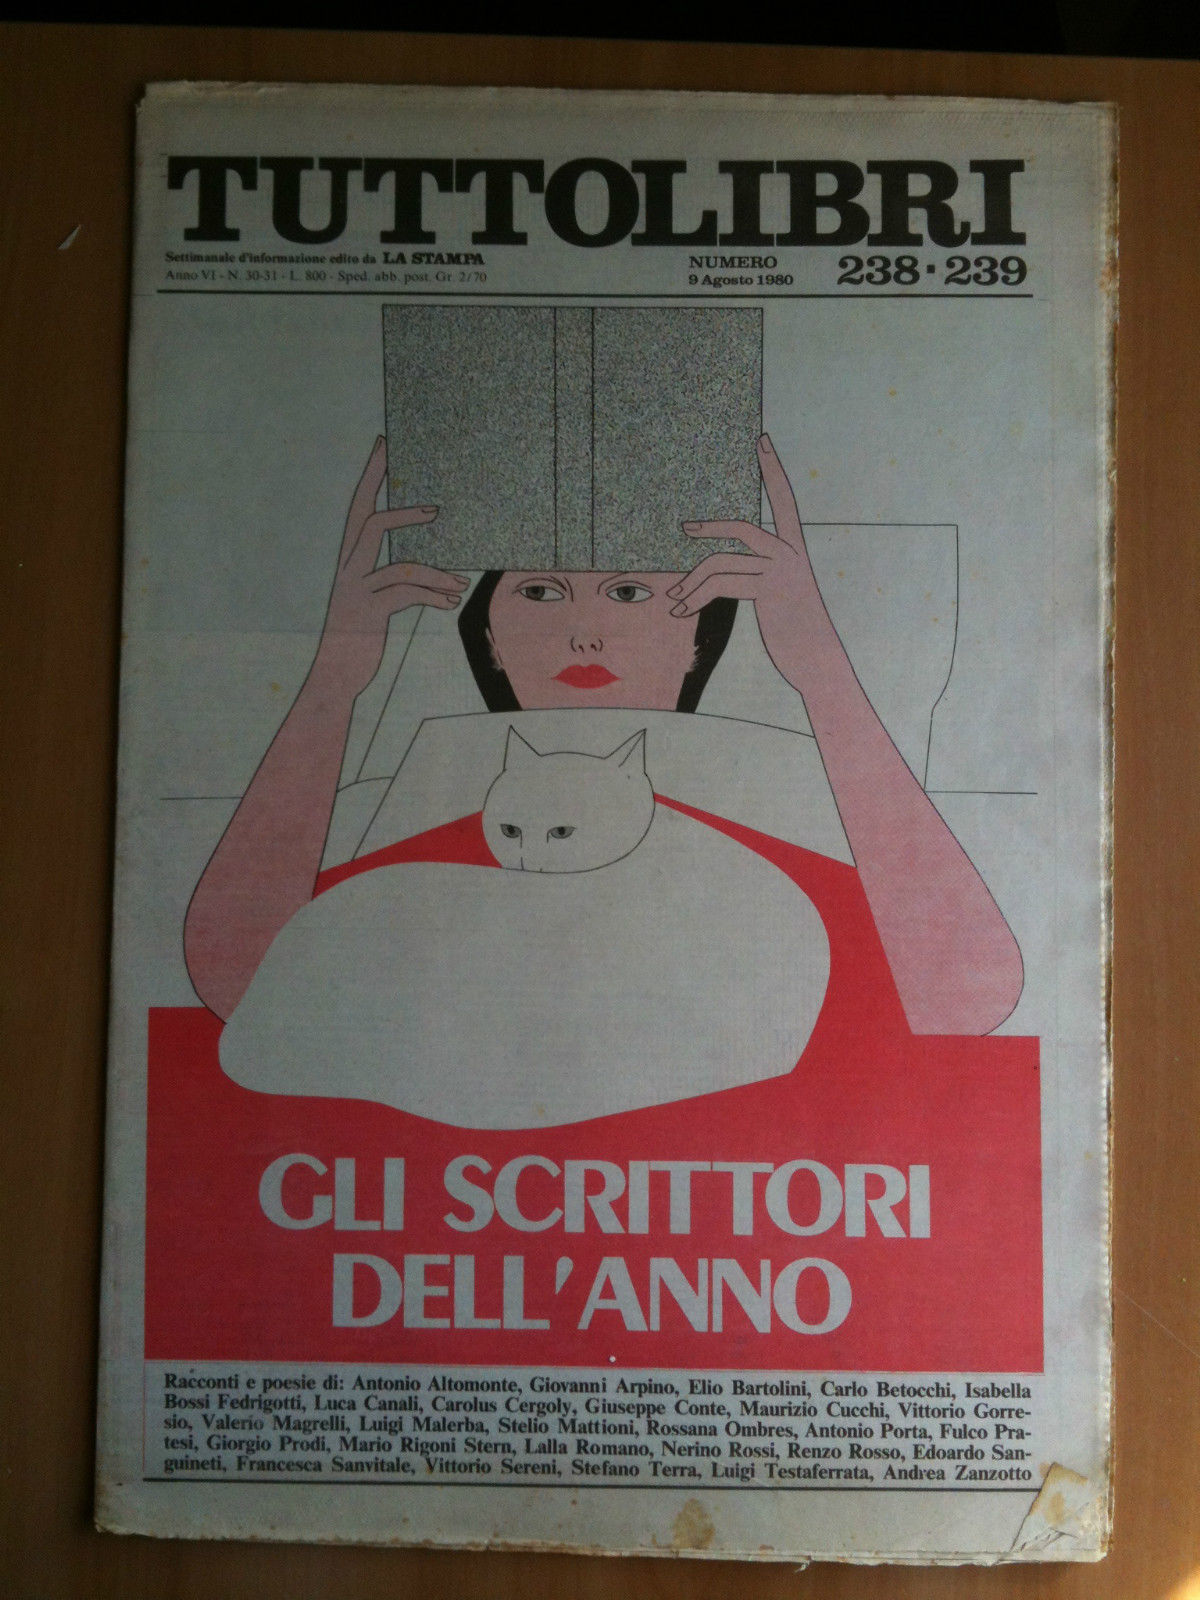 TUTTOLIBRI
Settimanale d'informazione edito da LA STAMPA
Anno VI - N. 30-31 - L. 800 - Sped. abb. post. Gr. 2/70
NUMERO
9 Agosto 1980
238-239
GLI SCRITTORI
DELL'ANNO
Racconti e poesie di: Antonio Altomonte, Giovanni Arpino, Elio Bartolini, Carlo Betocchi, Isabella
Bossi Fedrigotti, Luca Canali, Carolus Cergoly, Giuseppe Conte, Maurizio Cucchi, Vittorio Gorre-
sio, Valerio Magrelli, Luigi Malerba, Stelio Mattioni, Rossana Ombres, Antonio Porta, Fulco Pra-
tesi, Giorgio Prodi, Mario Rigoni Stern, Lalla Romano, Nerino Rossi, Renzo Rosso, Edoardo San-
guineti, Francesca Sanvitale, Vittorio Sereni, Stefano Terra, Luigi Testaferrata, Andrea Zanzotto